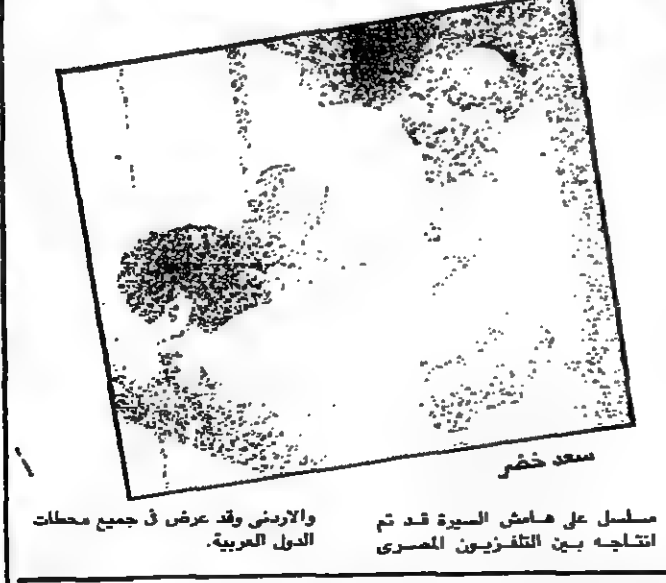 سعد خضر
مسلسل على هامش السيرة قد تم
انتاجه بين التلفزيون المصرى
والاردنى وقد عرض فى جميع محطات
الدول العربية.